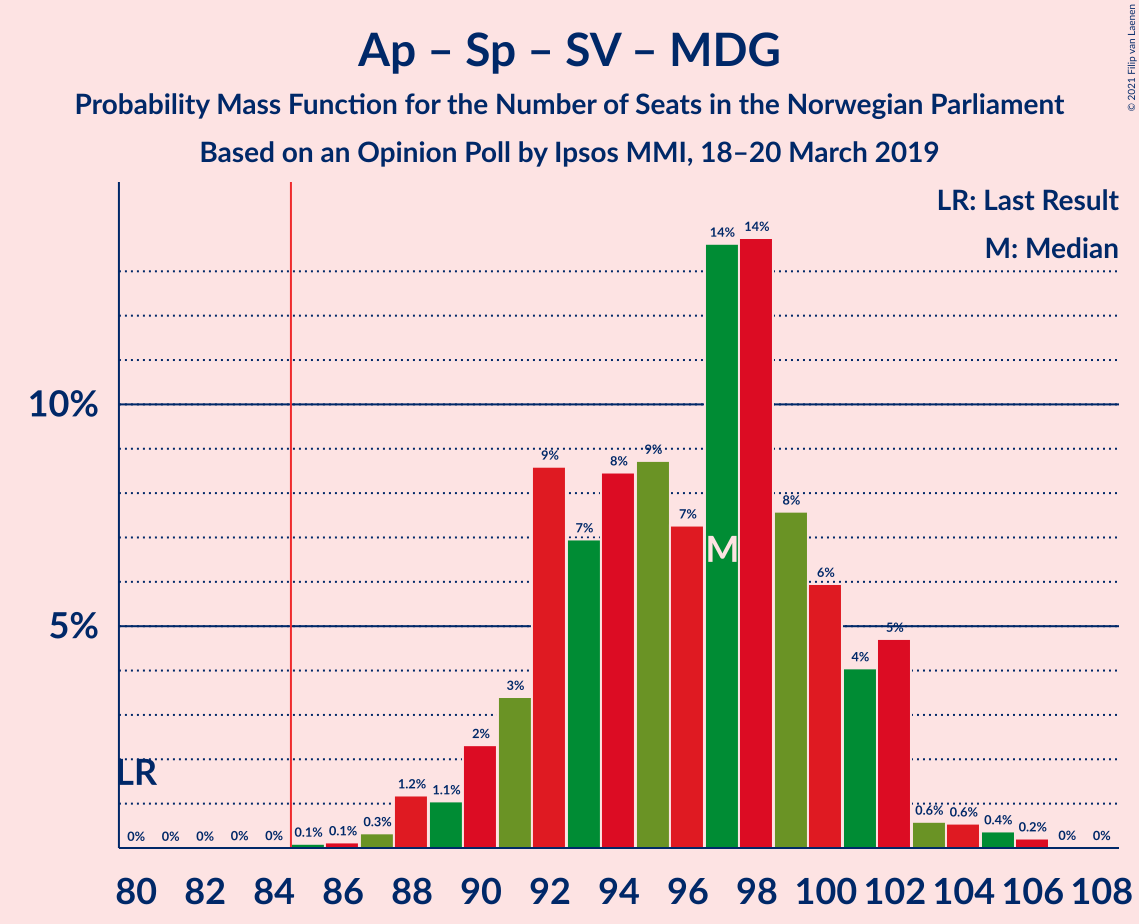 Ap – Sp – SV – MDG
Probability Mass Function for the Number of Seats in the Norwegian Parliament
Based on an Opinion Poll by Ipsos MMI, 18–20 March 2019
© 2021 Filip van Laenen
LR: Last Result
M: Median
10%
5%
LR
M
0% 0% 0% 0% 0% 0.1% 0.1% 0.3% 1.2% 1.1% 2% 3% 9% 7% 8% 9% 7% 14% 14% 8% 6% 4% 5% 0.6% 0.6% 0.4% 0.2% 0% 0%
80 82 84 86 88 90 92 94 96 98 100 102 104 106 108